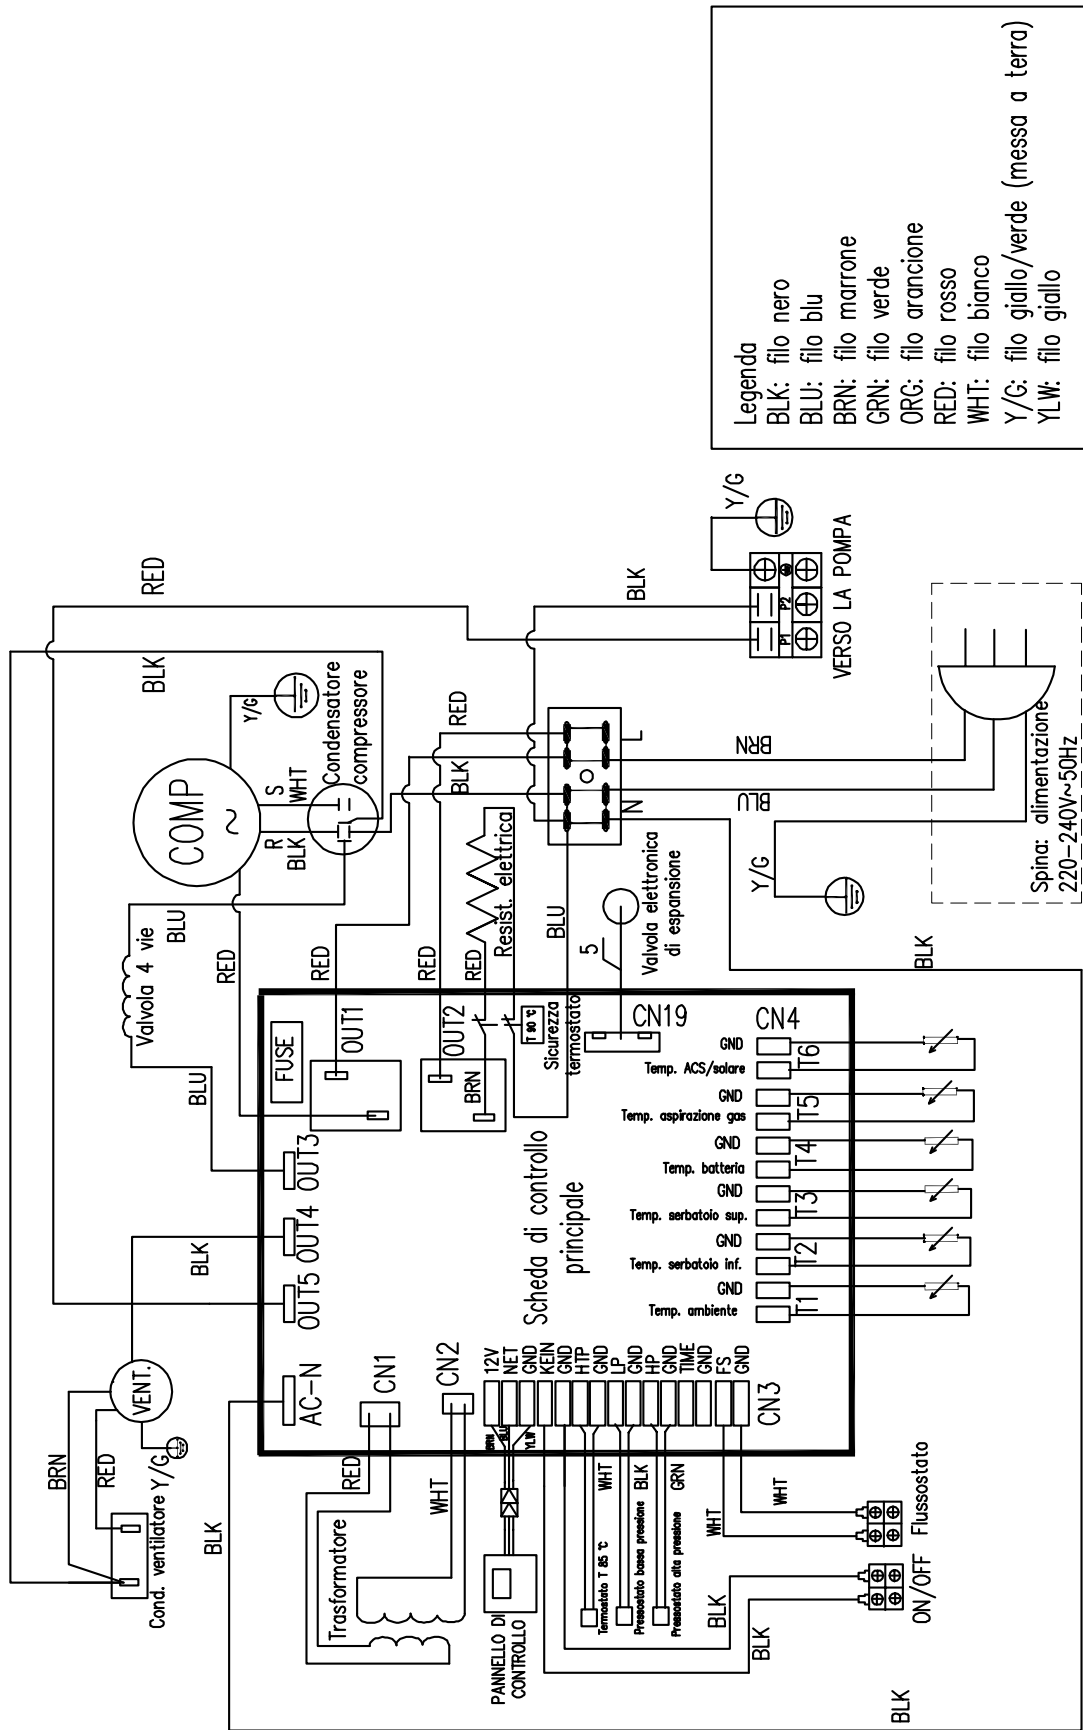 Legenda
BLK: filo nero
BLU: filo blu
BRN: filo marrone
GRN: filo verde
ORG: filo arancione
RED: filo rosso
WHT: filo bianco
Y/G: filo giallo/verde (messa a terra)
YLW: filo giallo
RED
BLK
Y/G
COMP
~
S
WHT
R
BLK
Condensatore
compressore
Valvola 4 vie
BLU
BLU
RED
RED
RED
BLK
RED
RED
Resist. elettrica
BLU
L
N
BRN
BLU
BLK
P1
P2
Y/G
VERSO LA POMPA
Y/G
Spina: alimentazione
220-240V~50Hz
BLK
5
Valvola elettronica
di espansione
FUSE
OUT1
OUT2
BRN
T 90 °C
Sicurezza
termostato
CN19
CN4
OUT3
OUT4
OUT5
AC-N
BLK
Scheda di controllo
principale
GND
Temp. ACS/solare
T6
GND
Temp. aspirazione gas
T5
GND
Temp. batteria
T4
GND
Temp. serbatoio sup.
T3
GND
Temp. serbatoio inf.
T2
GND
Temp. ambiente
T1
CN1
CN2
12V
NET
GND
KEIN
GND
HTP
GND
LP
GND
HP
GND
TIME
GND
FS
GND
CN3
VENT.
BRN
RED
Y/G
Cond. ventilatore
BLK
RED
WHT
Trasformatore
BRN
BLU
YLW
PANNELLO DI
CONTROLLO
WHT
Termostato T 85 °C
BLK
Pressostato bassa pressione
GRN
Pressostato alta pressione
WHT
WHT
BLK
BLK
Flussostato
ON/OFF
BLK